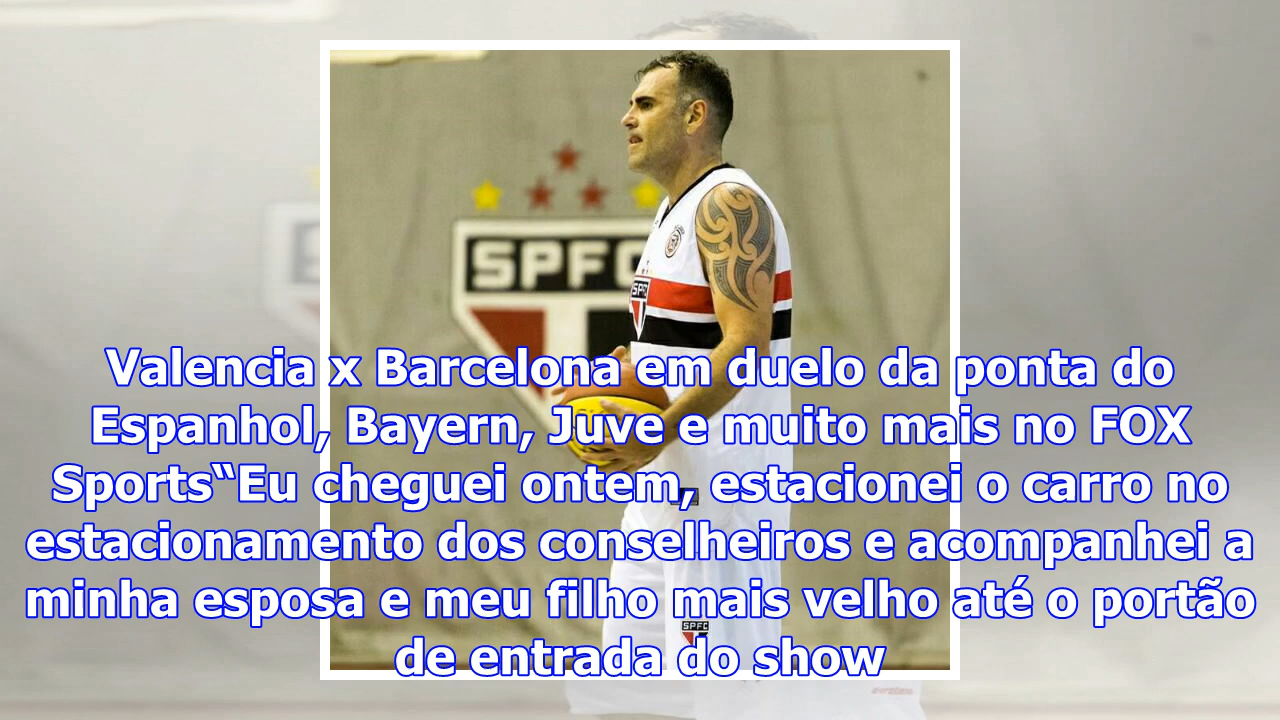 SPFC
SPFC
Valencia x Barcelona em duelo da ponta do
Espanhol, Bayern, Juve e muito mais no FOX
Sports“Eu cheguei ontem, estacionei o carro no
estacionamento dos conselheiros e acompanhei a
minha esposa e meu filho mais velho até o portão
de entrada do show
SPFC